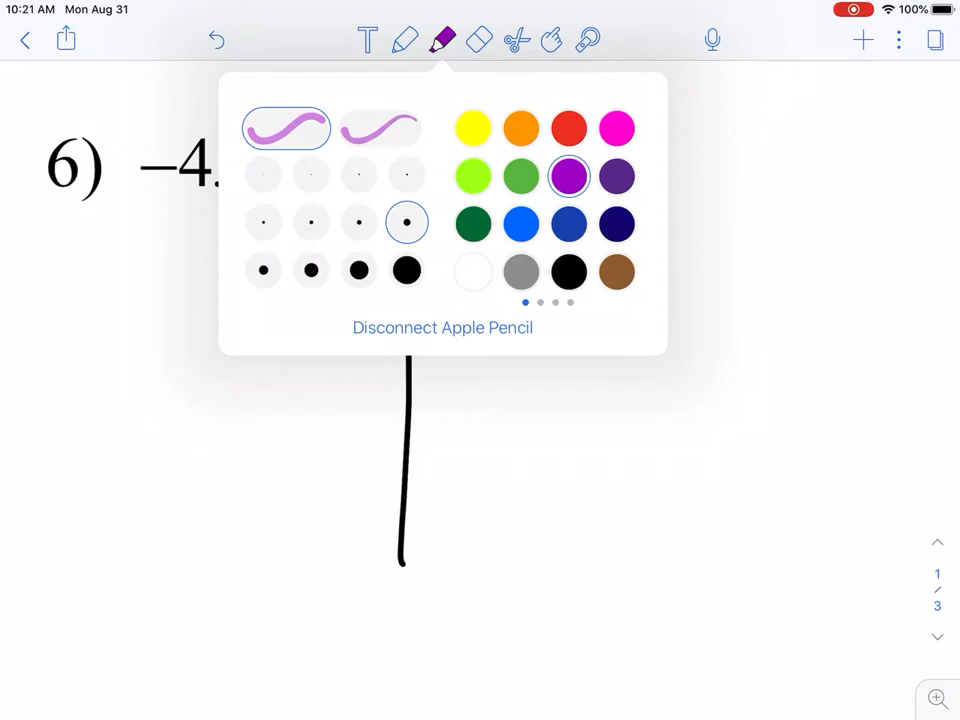 10:21 AM Mon Aug 31
100%
T
6) −4.
Disconnect Apple Pencil
1
/
3